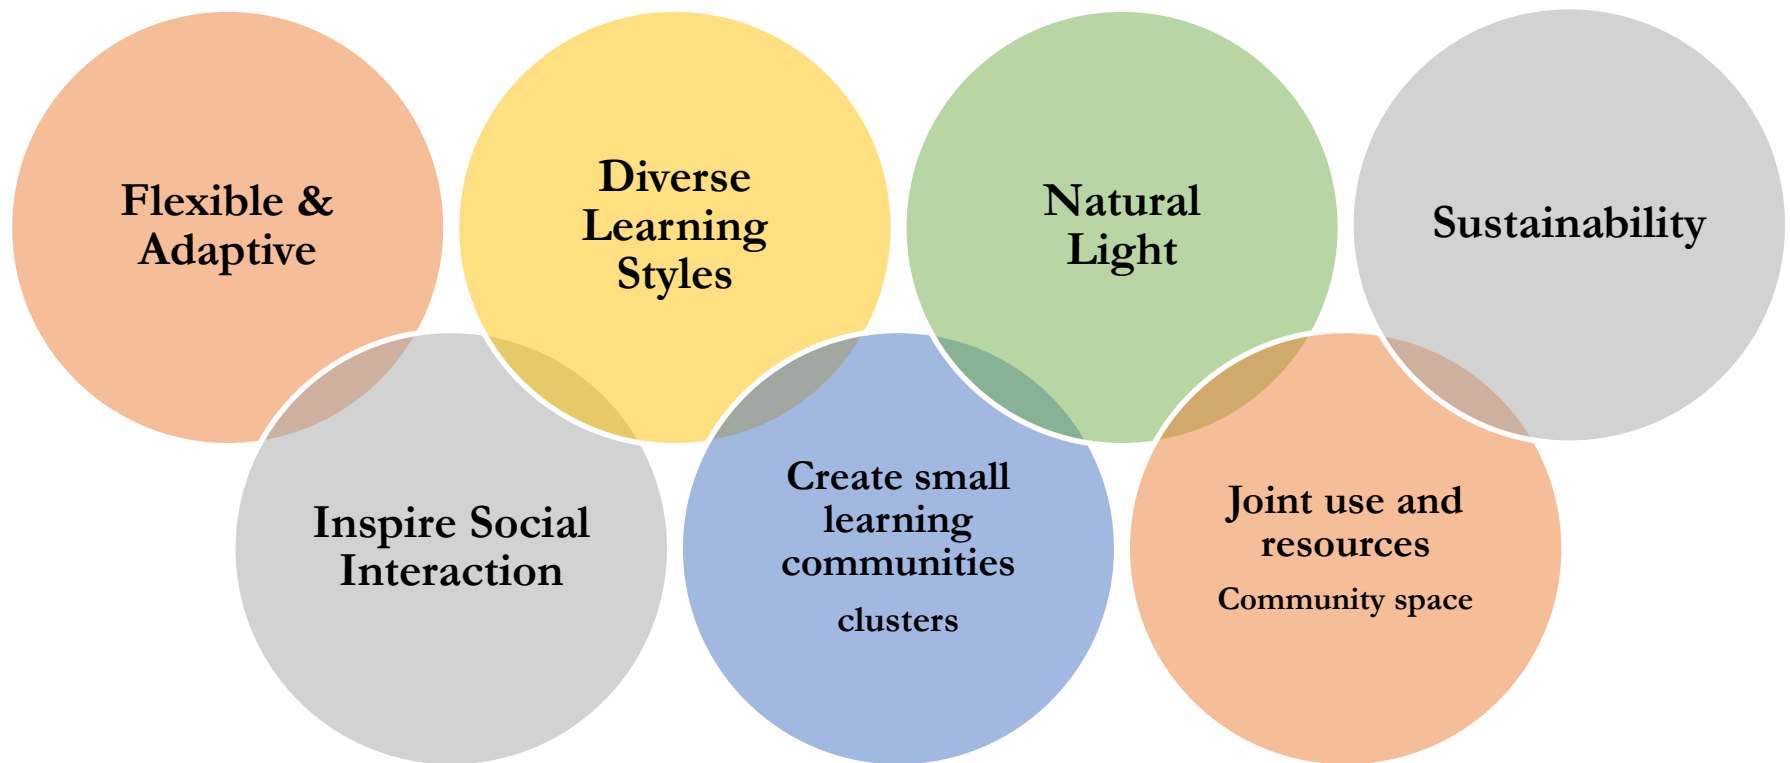 Flexible &
Adaptive
Diverse
Learning
Styles
Natural
Light
Sustainability
Inspire Social
Interaction
Create small
learning
communities
clusters
Joint use and
resources
Community space